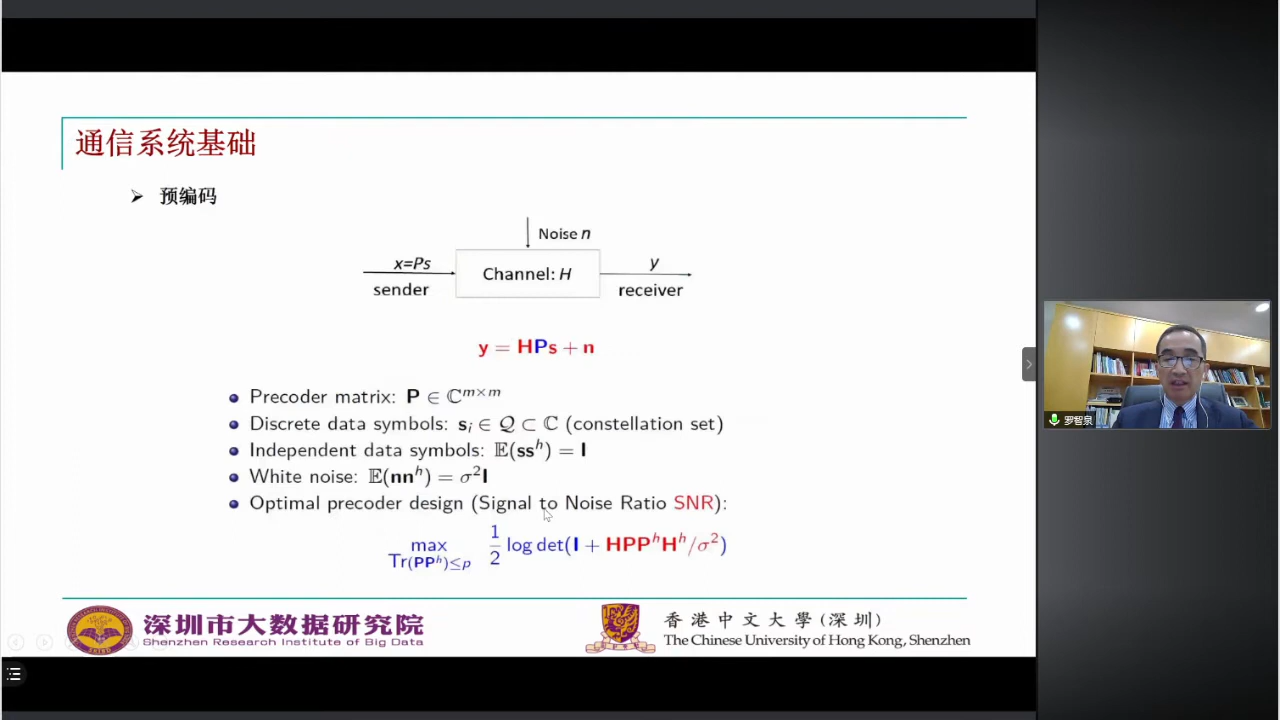 通信系统基础
➢ 预编码
Noise n
x=Ps
Channel: H
y
sender
receiver
y = HPs + n
• Precoder matrix: P ∈ ℂ^{m×m}
• Discrete data symbols: s_i ∈ 𝒬 ⊂ ℂ (constellation set)
• Independent data symbols: 𝔼(ss^h) = I
• White noise: 𝔼(nn^h) = σ²I
• Optimal precoder design (Signal to Noise Ratio SNR):
max_{Tr(PP^h)≤p} 1/2 log det(I + HPP^hH^h/σ²)
深圳市大数据研究院
Shenzhen Research Institute of Big Data
香港中文大學(深圳)
The Chinese University of Hong Kong, Shenzhen
罗智泉